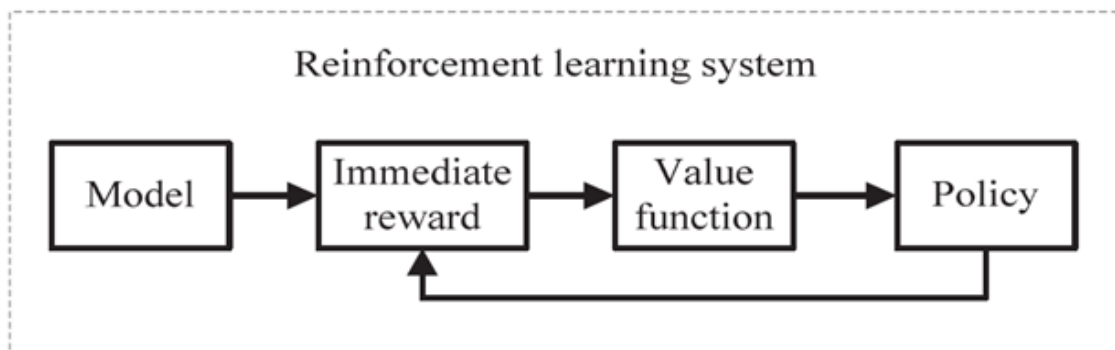 Reinforcement learning system
Model
Immediate
reward
Value
function
Policy